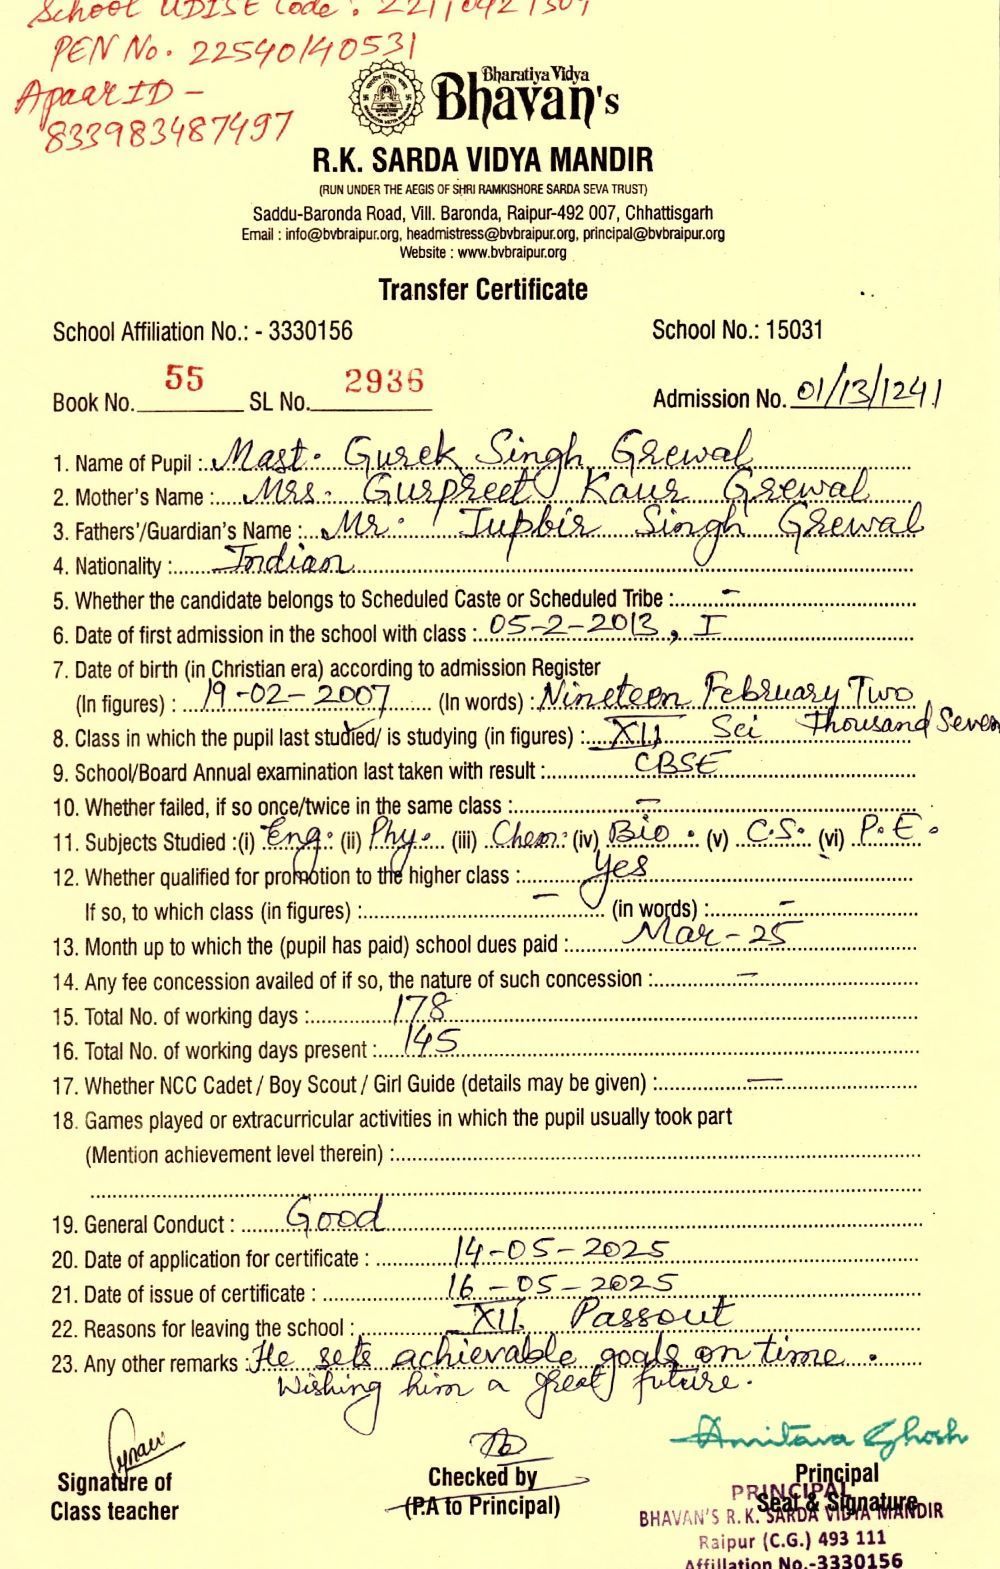 School UDISE Code :
PEN No. 22540140531
Apaar ID -
833983487497
Bharatiya Vidya
Bhavan's
R.K. SARDA VIDYA MANDIR
(RUN UNDER THE AEGIS OF SHRI RAMKISHORE SARDA SEVA TRUST)
Saddu-Baronda Road, Vill. Baronda, Raipur-492 007, Chhattisgarh
Email : info@bvbraipur.org, headmistress@bvbraipur.org, principal@bvbraipur.org
Website : www.bvbraipur.org
Transfer Certificate
School Affiliation No.: - 3330156 School No.: 15031
Book No. 55 SL No. 2936 Admission No. 01/13/1241
1. Name of Pupil : Mast. Gurek Singh Grewal
2. Mother's Name : Mrs. Gurpreet Kaur Grewal
3. Fathers'/Guardian's Name : Mr. Jupbir Singh Grewal
4. Nationality : Indian
5. Whether the candidate belongs to Scheduled Caste or Scheduled Tribe : -
6. Date of first admission in the school with class : 05-2-2013, I
7. Date of birth (in Christian era) according to admission Register
(In figures) : 19-02-2007 (In words) : Nineteen February Two
Thousand Seven
8. Class in which the pupil last studied/ is studying (in figures) : XII Sci
9. School/Board Annual examination last taken with result : CBSE
10. Whether failed, if so once/twice in the same class : -
11. Subjects Studied :(i) Eng. (ii) Phy. (iii) Chem. (iv) Bio. (v) C.S. (vi) P.E.
12. Whether qualified for promotion to the higher class : Yes
If so, to which class (in figures) : - (in words) : -
13. Month up to which the (pupil has paid) school dues paid : Mar-25
14. Any fee concession availed of if so, the nature of such concession : -
15. Total No. of working days : 178
16. Total No. of working days present : 145
17. Whether NCC Cadet / Boy Scout / Girl Guide (details may be given) : -
18. Games played or extracurricular activities in which the pupil usually took part
(Mention achievement level therein) :
19. General Conduct : Good
20. Date of application for certificate : 14-05-2025
21. Date of issue of certificate : 16-05-2025
22. Reasons for leaving the school : XII Passout
23. Any other remarks : He sets achievable goals on time.
Wishing him a great future.
Amitava Ghosh
Signature of Checked by Principal
Class teacher (P.A to Principal) Seal & Signature
PRINCIPAL
BHAVAN'S R.K. SARDA VIDYA MANDIR
Raipur (C.G.) 493 111
Affiliation No.-3330156